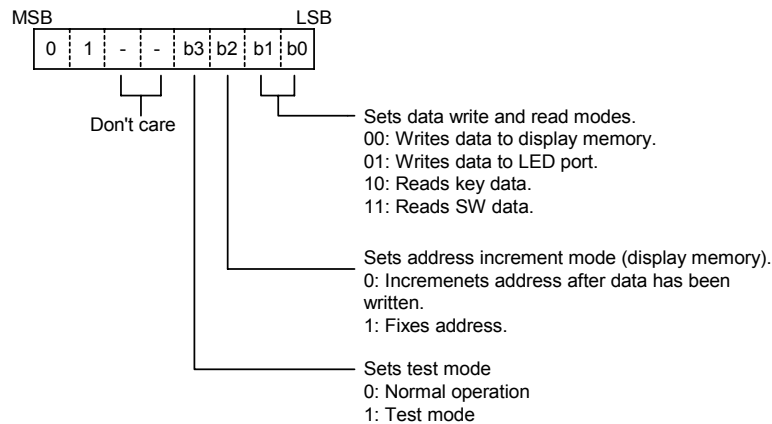 MSB LSB
0 1 - - b3 b2 b1 b0
Don't care
Sets data write and read modes.
00: Writes data to display memory.
01: Writes data to LED port.
10: Reads key data.
11: Reads SW data.
Sets address increment mode (display memory).
0: Incremenets address after data has been
written.
1: Fixes address.
Sets test mode
0: Normal operation
1: Test mode